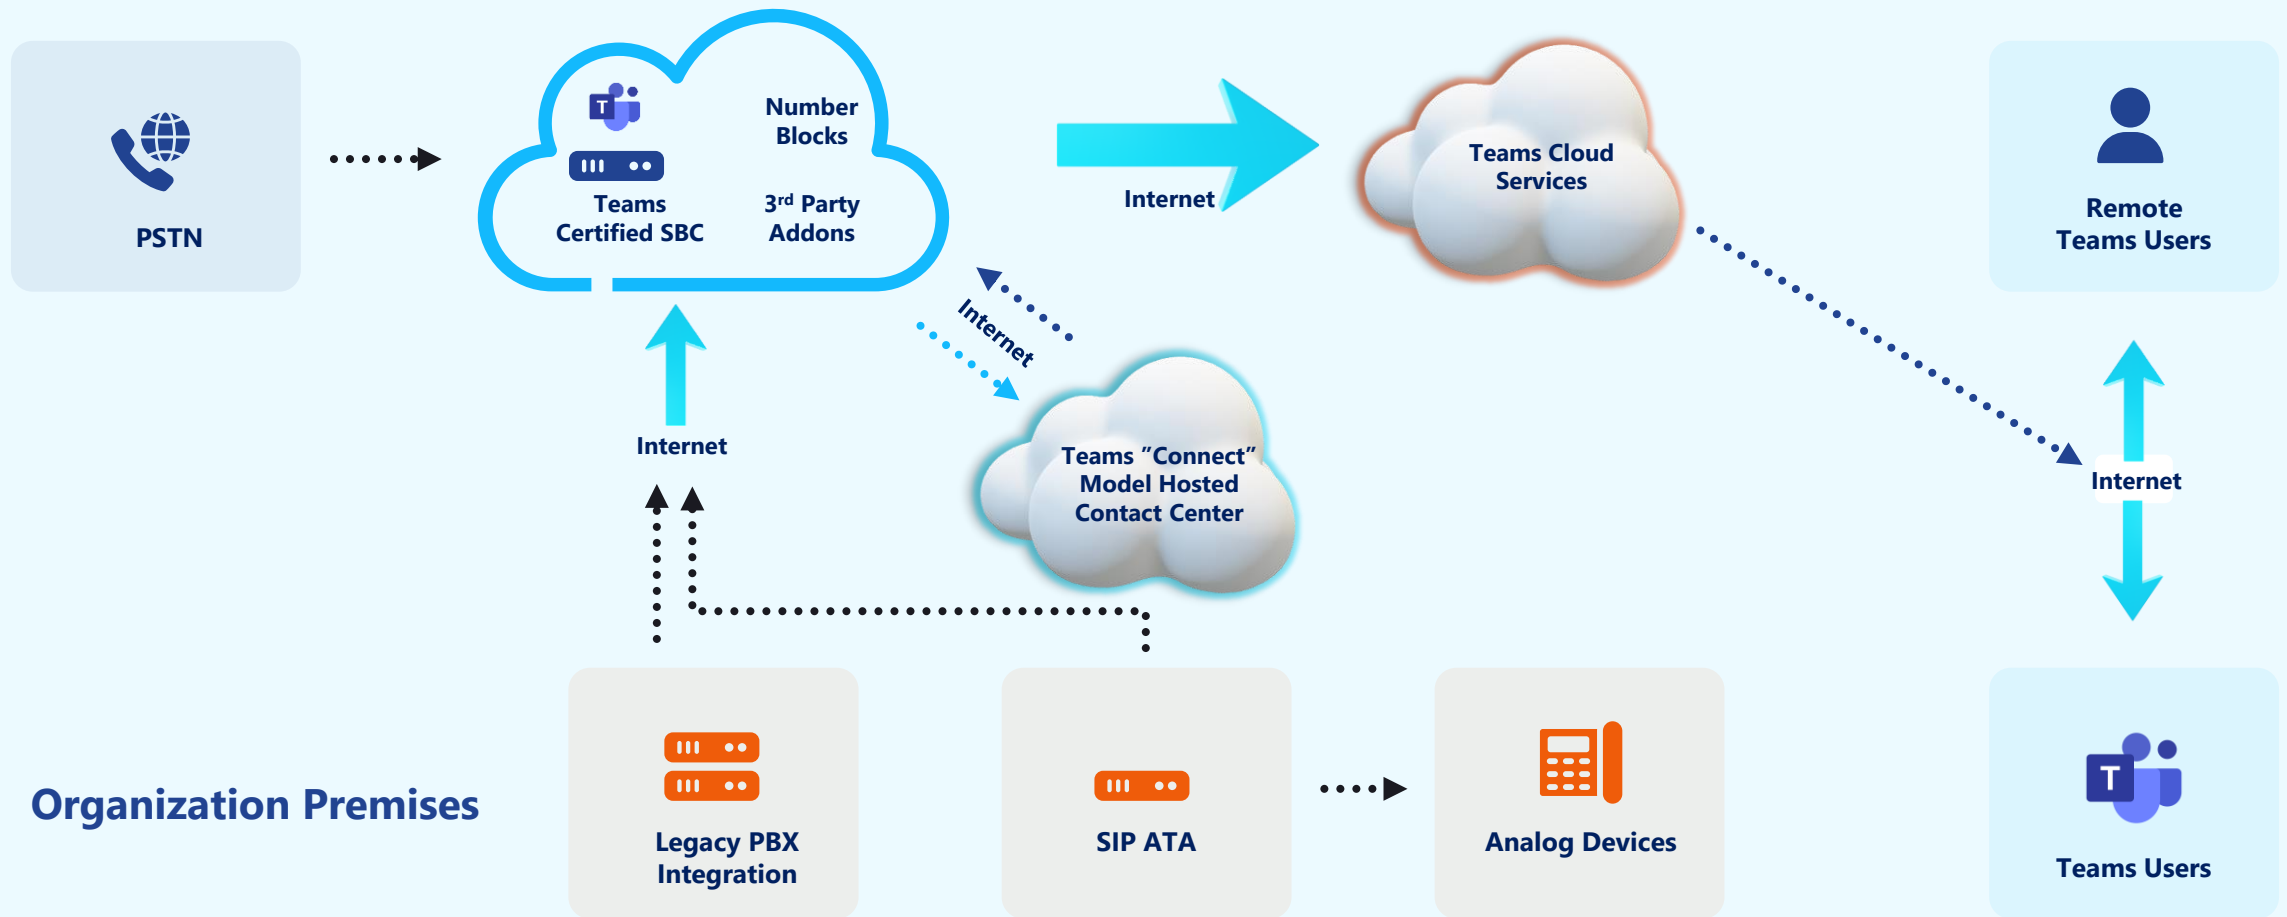 PSTN
T
Teams
Certified SBC
Number
Blocks
3rd Party
Addons
Internet
Teams Cloud
Services
Remote
Teams Users
Internet
Internet
Teams ”Connect”
Model Hosted
Contact Center
Internet
Organization Premises
Legacy PBX
Integration
SIP ATA
Analog Devices
T
Teams Users